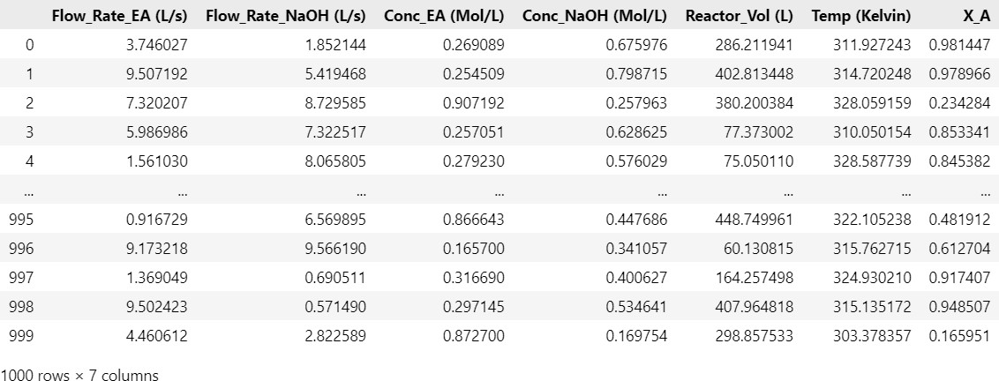 Flow_Rate_EA (L/s) Flow_Rate_NaOH (L/s) Conc_EA (Mol/L) Conc_NaOH (Mol/L) Reactor_Vol (L) Temp (Kelvin) X_A
0 3.746027 1.852144 0.269089 0.675976 286.211941 311.927243 0.981447
1 9.507192 5.419468 0.254509 0.798715 402.813448 314.720248 0.978966
2 7.320207 8.729585 0.907192 0.257963 380.200384 328.059159 0.234284
3 5.986986 7.322517 0.257051 0.628625 77.373002 310.050154 0.853341
4 1.561030 8.065805 0.279230 0.576029 75.050110 328.587739 0.845382
... ... ... ... ... ... ... ...
995 0.916729 6.569895 0.866643 0.447686 448.749961 322.105238 0.481912
996 9.173218 9.566190 0.165700 0.341057 60.130815 315.762715 0.612704
997 1.369049 0.690511 0.316690 0.400627 164.257498 324.930210 0.917407
998 9.502423 0.571490 0.297145 0.534641 407.964818 315.135172 0.948507
999 4.460612 2.822589 0.872700 0.169754 298.857533 303.378357 0.165951
1000 rows × 7 columns